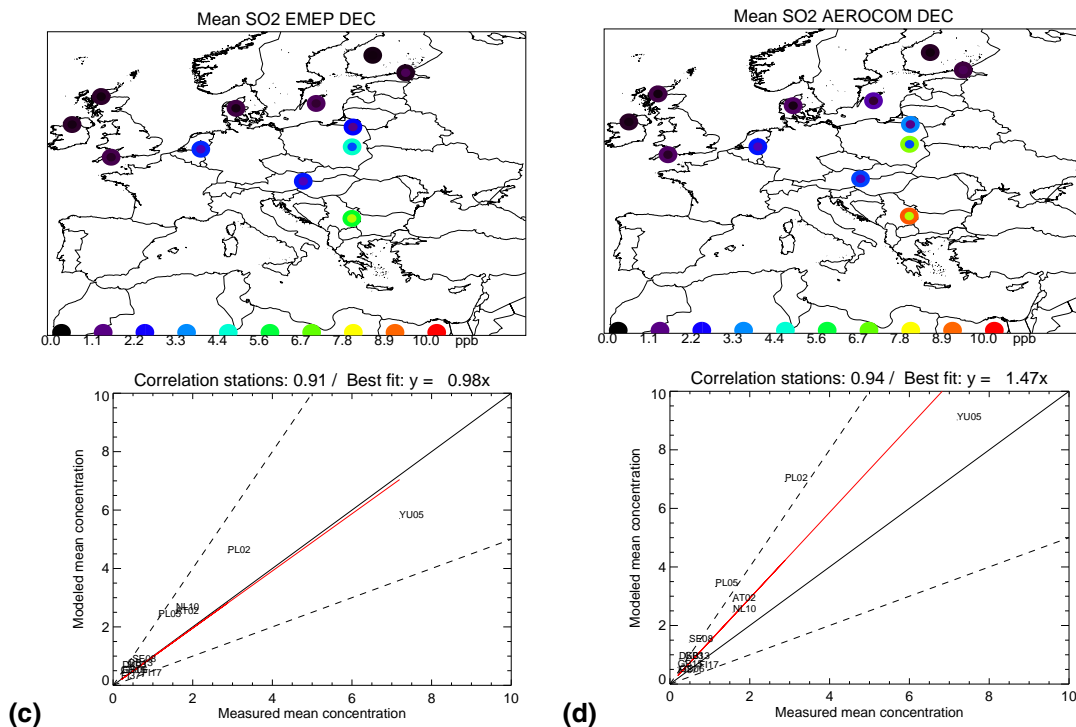 Mean SO2 EMEP DEC
0.0 1.1 2.2 3.3 4.4 5.6 6.7 7.8 8.9 10.0 ppb
Correlation stations: 0.91 / Best fit: y = 0.98x
Modeled mean concentration
10
8
6
4
2
0
YU05
PL02
NL10
AT02
PL05
SE08
FI17
0 2 4 6 8 10
Measured mean concentration
(c)
Mean SO2 AEROCOM DEC
0.0 1.1 2.2 3.3 4.4 5.6 6.7 7.8 8.9 10.0 ppb
Correlation stations: 0.94 / Best fit: y = 1.47x
Modeled mean concentration
10
8
6
4
2
0
YU05
PL02
PL05
AT02
NL10
SE08
FI17
0 2 4 6 8 10
Measured mean concentration
(d)